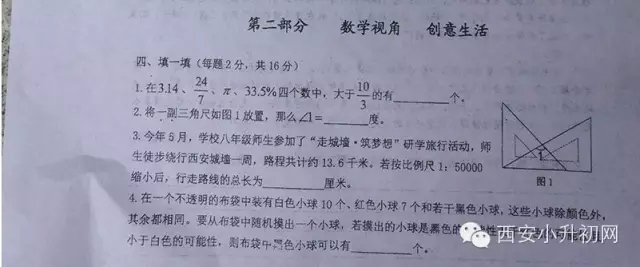 第二部分 数学视角 创意生活
四、填一填（每题2分，共16分）
1.在3.14、24/7、π、33.5%四个数中，大于10/3的有______个。
2.将一副三角尺如图1放置，那么∠1=______度。
3.今年5月，学校八年级师生参加了“走城墙·筑梦想”研学旅行活动，师
生徒步绕行西安城墙一周，路程共计约13.6千米。若按比例尺1：50000
缩小后，行走路线的总长为______厘米。
1
图1
4.在一个不透明的布袋中装有白色小球10个、红色小球7个和若干黑色小球，这些小球除颜色外，
其余都相同。要从布袋中随机摸出一个小球，若摸出的小球是黑色的
小于白色的可能性，则布袋中黑色小球可以有______个。
西安小升初网